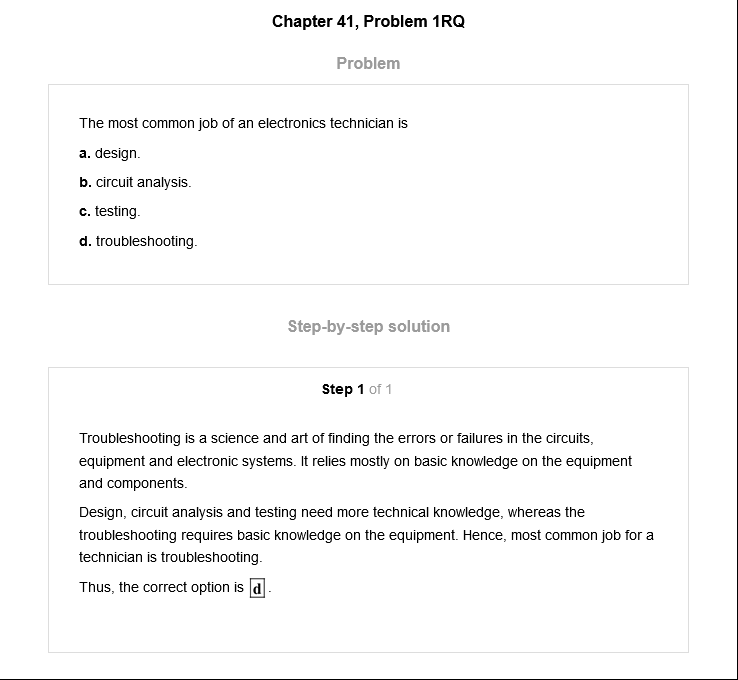 Chapter 41, Problem 1RQ
Problem
The most common job of an electronics technician is
a. design.
b. circuit analysis.
c. testing.
d. troubleshooting.
Step-by-step solution
Step 1 of 1
Troubleshooting is a science and art of finding the errors or failures in the circuits,
equipment and electronic systems. It relies mostly on basic knowledge on the equipment
and components.
Design, circuit analysis and testing need more technical knowledge, whereas the
troubleshooting requires basic knowledge on the equipment. Hence, most common job for a
technician is troubleshooting.
Thus, the correct option is d.